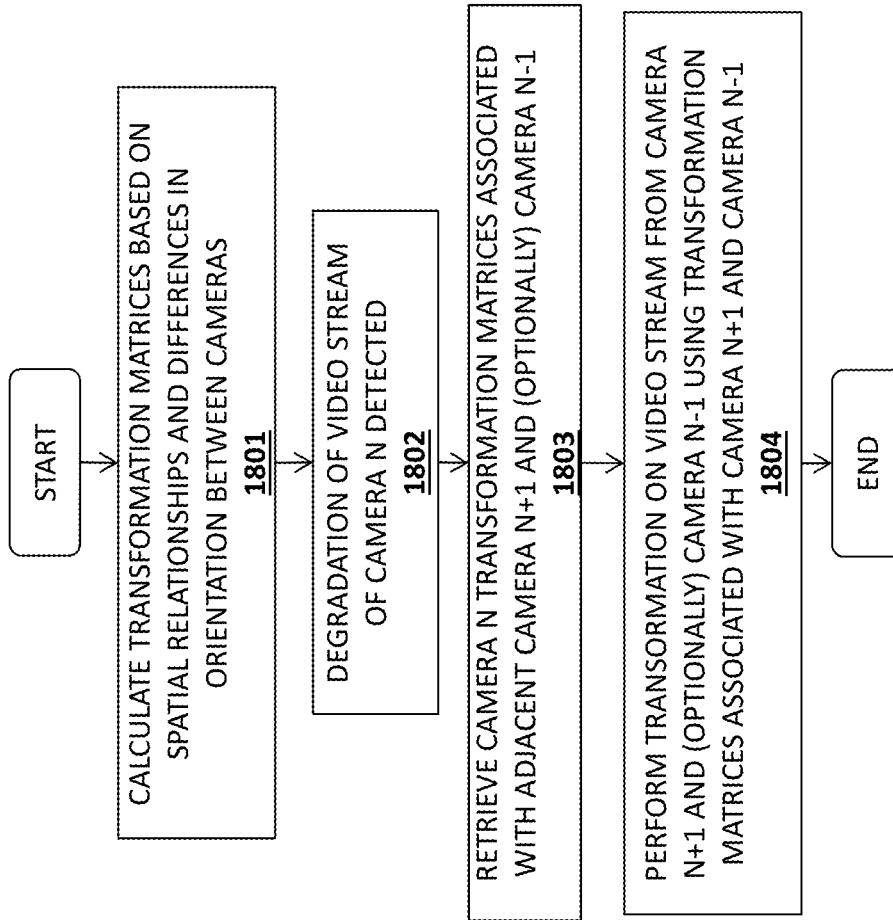 START
CALCULATE TRANSFORMATION MATRICES BASED ON
SPATIAL RELATIONSHIPS AND DIFFERENCES IN
ORIENTATION BETWEEN CAMERAS
1801
DEGRADATION OF VIDEO STREAM
OF CAMERA N DETECTED
1802
RETRIEVE CAMERA N TRANSFORMATION MATRICES ASSOCIATED
WITH ADJACENT CAMERA N+1 AND (OPTIONALLY) CAMERA N-1
1803
PERFORM TRANSORMATION ON VIDEO STREAM FROM CAMERA
N+1 AND (OPTIONALLY) CAMERA N-1 USING TRANSFORMATION
MATRICES ASSOCIATED WITH CAMERA N+1 AND CAMERA N-1
1804
END